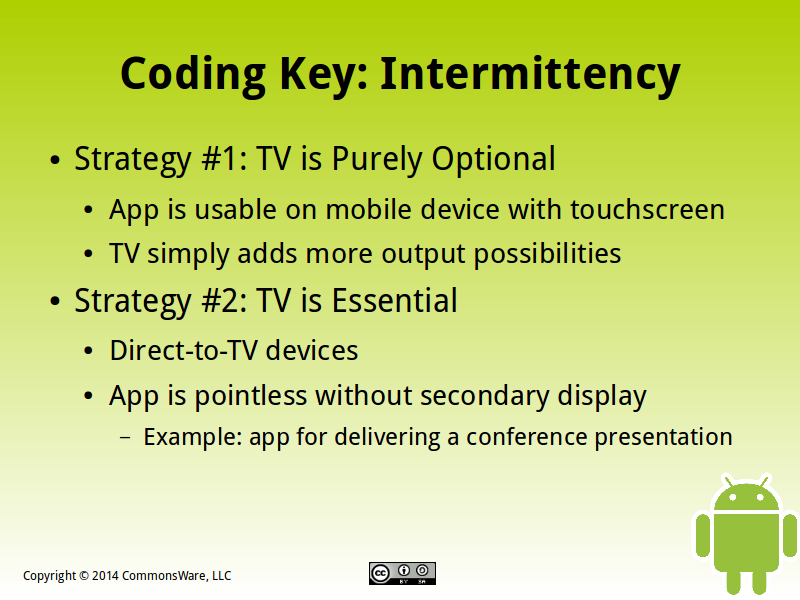 Coding Key: Intermittency
• Strategy #1: TV is Purely Optional
• App is usable on mobile device with touchscreen
• TV simply adds more output possibilities
• Strategy #2: TV is Essential
• Direct-to-TV devices
• App is pointless without secondary display
– Example: app for delivering a conference presentation
Copyright © 2014 CommonsWare, LLC
cc BY SA